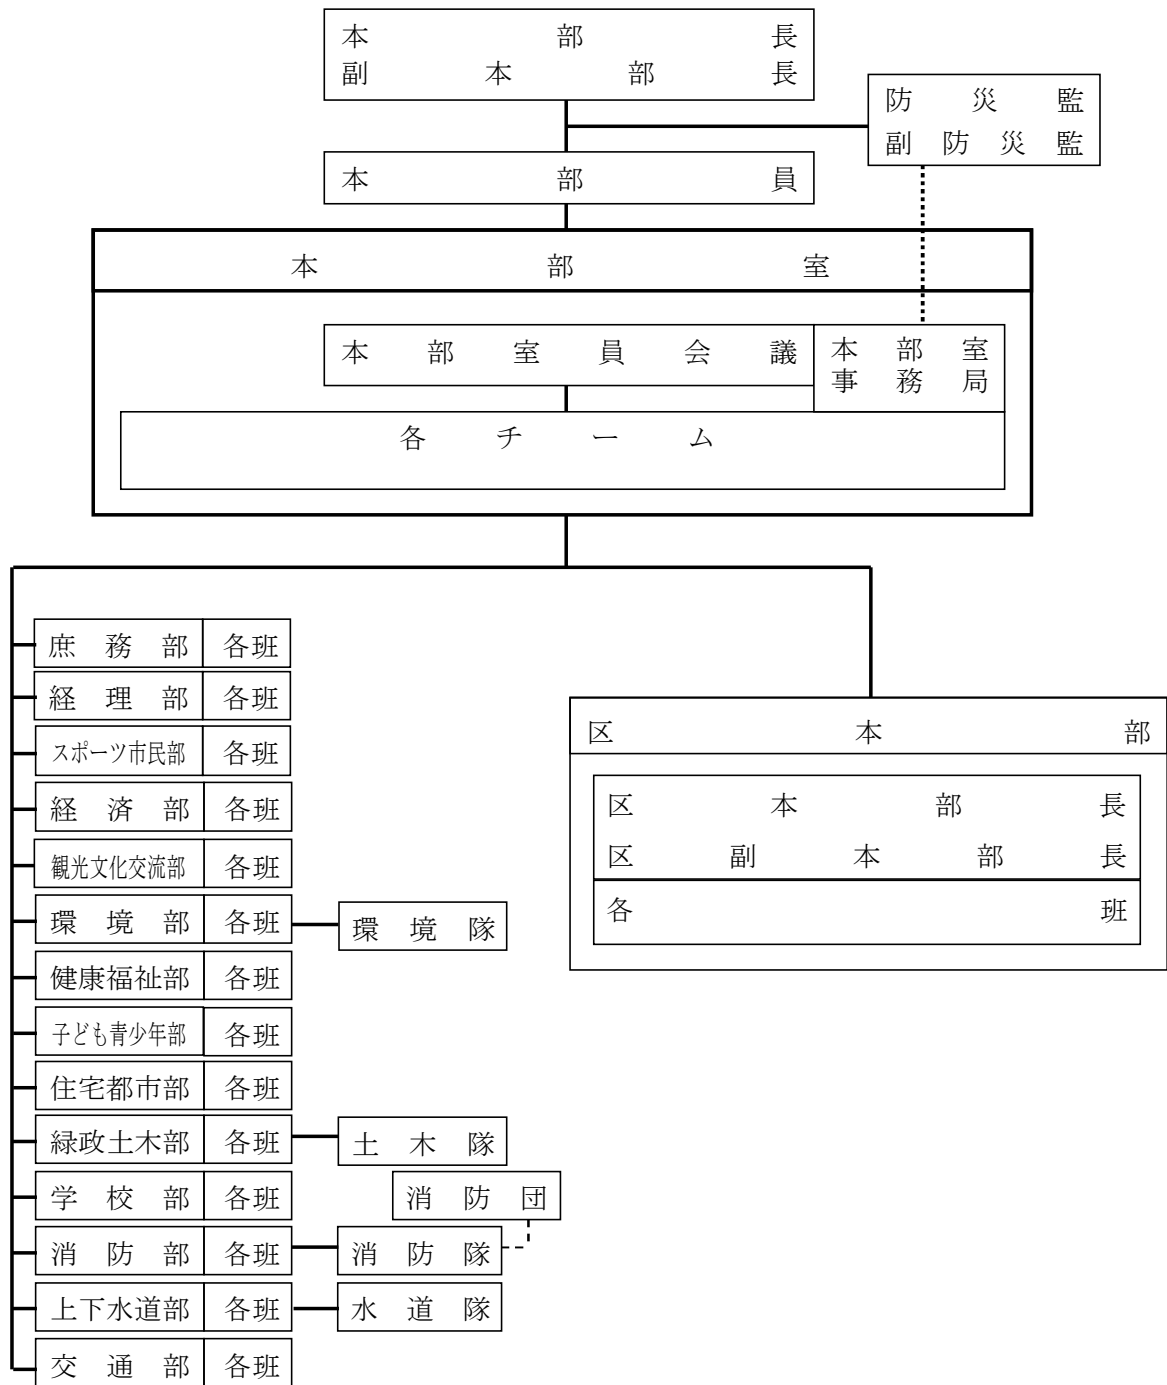 本部長
副本部長
防災監
副防災監
本部員
本部室
本部室員会議
本部室
事務局
各チーム
庶務部 各班
経理部 各班
スポーツ市民部 各班
経済部 各班
観光文化交流部 各班
環境部 各班 環境隊
健康福祉部 各班
子ども青少年部 各班
住宅都市部 各班
緑政土木部 各班 土木隊
学校部 各班 消防団
消防部 各班 消防隊
上下水道部 各班 水道隊
交通部 各班
区本部
区本部長
区副本部長
各班